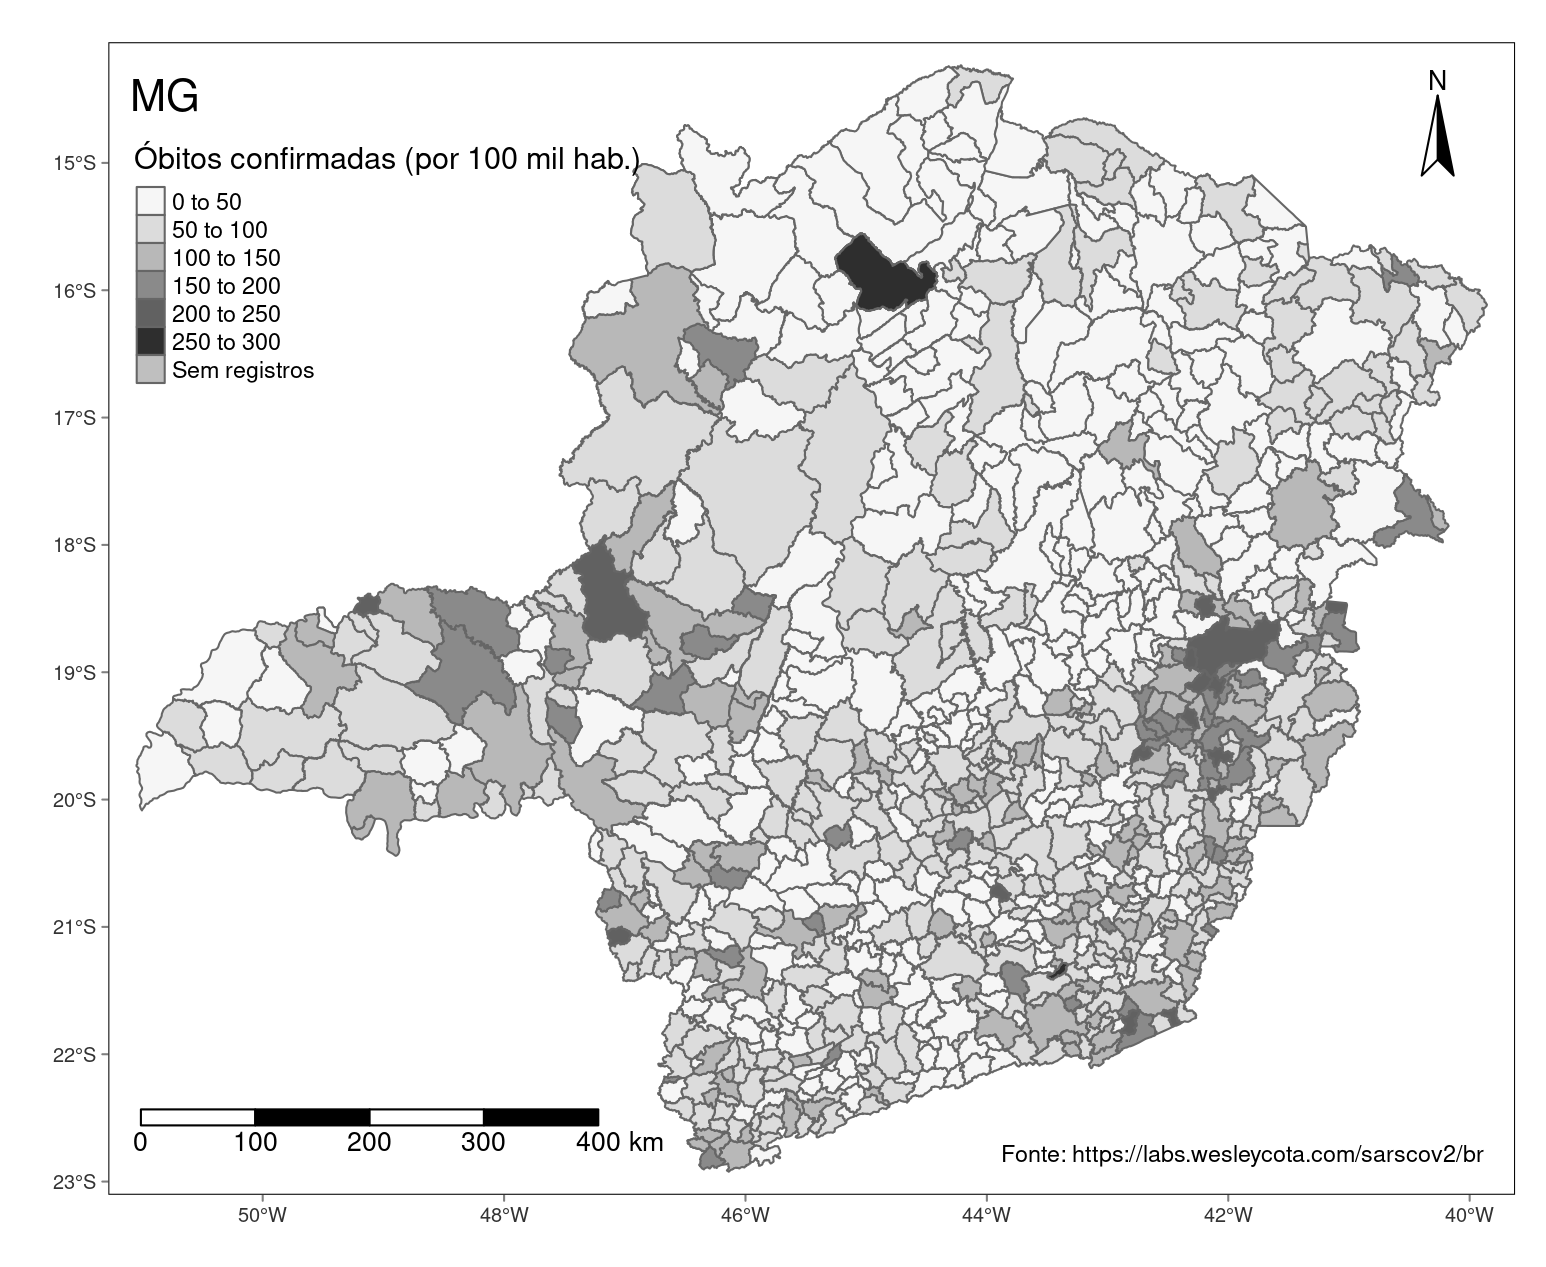 MG
N
Óbitos confirmadas (por 100 mil hab.)
0 to 50
50 to 100
100 to 150
150 to 200
200 to 250
250 to 300
Sem registros
15°S
16°S
17°S
18°S
19°S
20°S
21°S
22°S
23°S
0 100 200 300 400 km
Fonte: https://labs.wesleycota.com/sarscov2/br
50°W 48°W 46°W 44°W 42°W 40°W